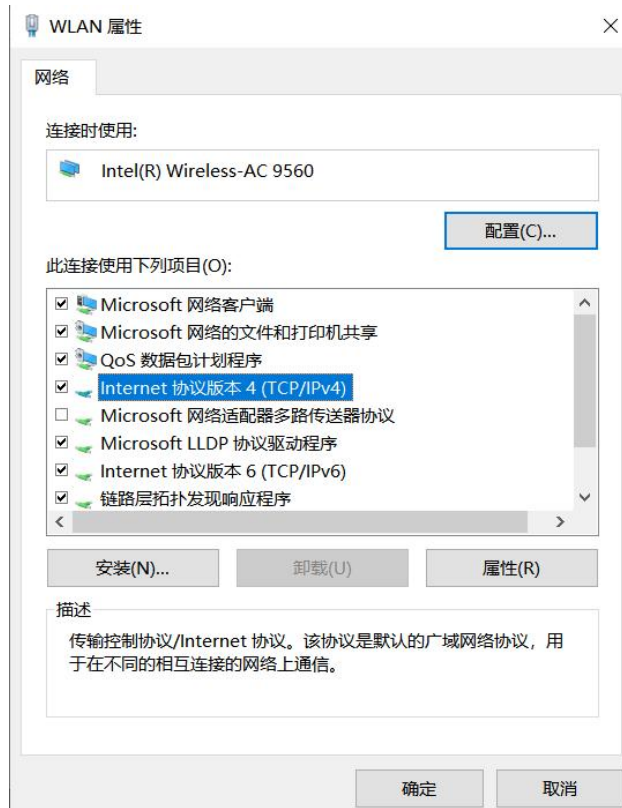 WLAN 属性
网络
连接时使用:
Intel(R) Wireless-AC 9560
配置(C)...
此连接使用下列项目(O):
Microsoft 网络客户端
Microsoft 网络的文件和打印机共享
QoS 数据包计划程序
Internet 协议版本 4 (TCP/IPv4)
Microsoft 网络适配器多路传送器协议
Microsoft LLDP 协议驱动程序
Internet 协议版本 6 (TCP/IPv6)
链路层拓扑发现响应程序
安装(N)... 卸载(U) 属性(R)
描述
传输控制协议/Internet 协议。该协议是默认的广域网络协议，用
于在不同的相互连接的网络上通信。
确定 取消